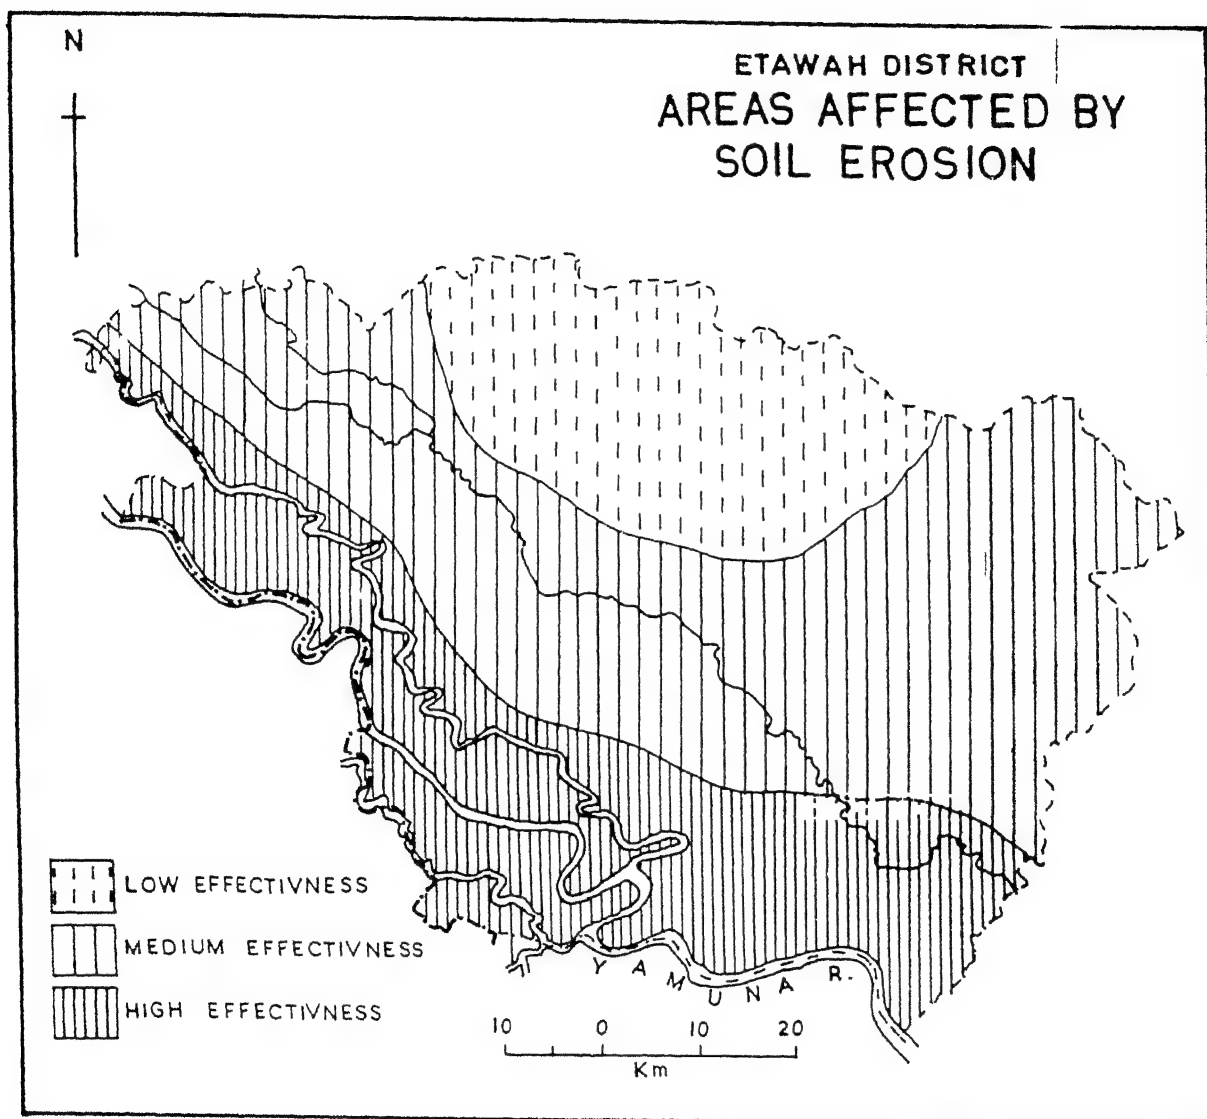 N
ETAWAH DISTRICT
AREAS AFFECTED BY
SOIL EROSION
LOW EFFECTIVNESS
MEDIUM EFFECTIVNESS
HIGH EFFECTIVNESS
YAMUNA R.
10 0 10 20
Km